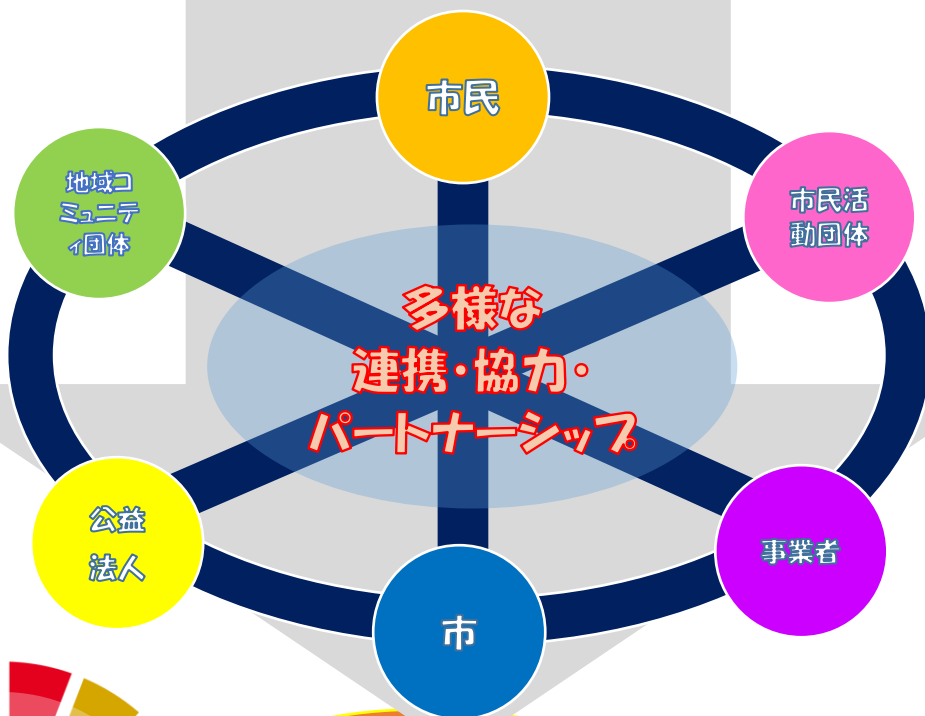 市民
地域コ
ミュニテ
ィ団体
市民活
動団体
多様な
連携・協力・
パートナーシップ
公益
法人
事業者
市